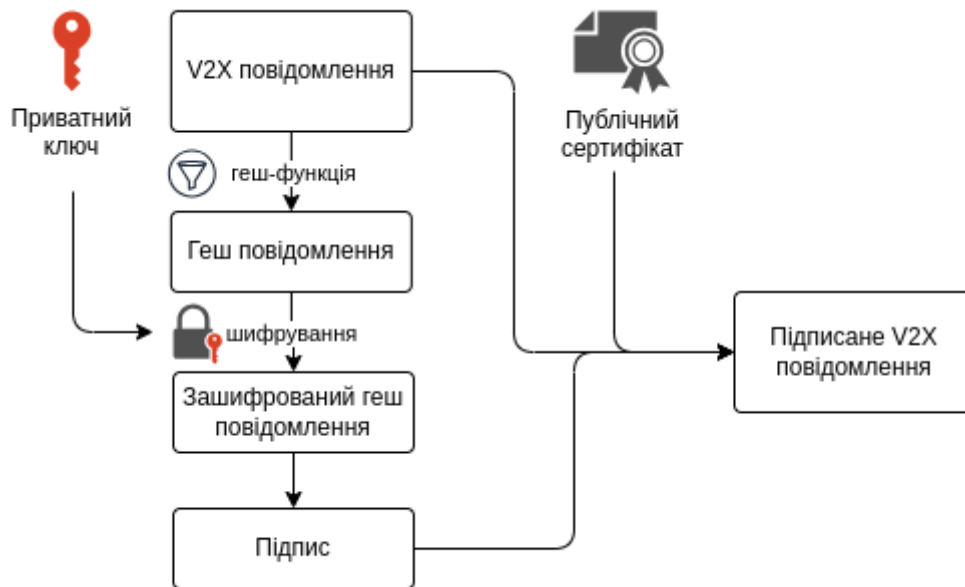 V2X повідомлення
Приватний
ключ
Публічний
сертифікат
геш-функція
Геш повідомлення
шифрування
Підписане V2X
повідомлення
Зашифрований геш
повідомлення
Підпис